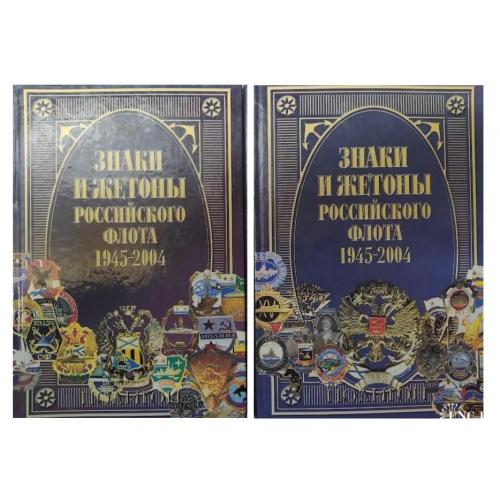 ЗНАКИ
И ЖЕТОНЫ
РОССИЙСКОГО
ФЛОТА
1945-2004
ЗНАКИ
И ЖЕТОНЫ
РОССИЙСКОГО
ФЛОТА
1945-2004